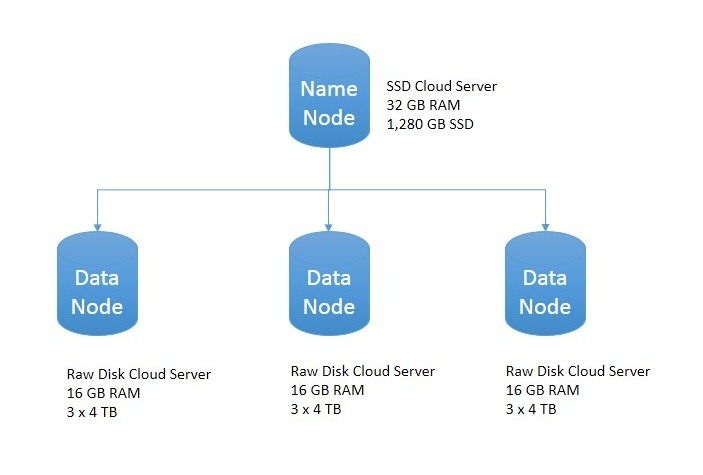 Name
Node
SSD Cloud Server
32 GB RAM
1,280 GB SSD
Data
Node
Raw Disk Cloud Server
16 GB RAM
3 x 4 TB
Data
Node
Raw Disk Cloud Server
16 GB RAM
3 x 4 TB
Data
Node
Raw Disk Cloud Server
16 GB RAM
3 x 4 TB